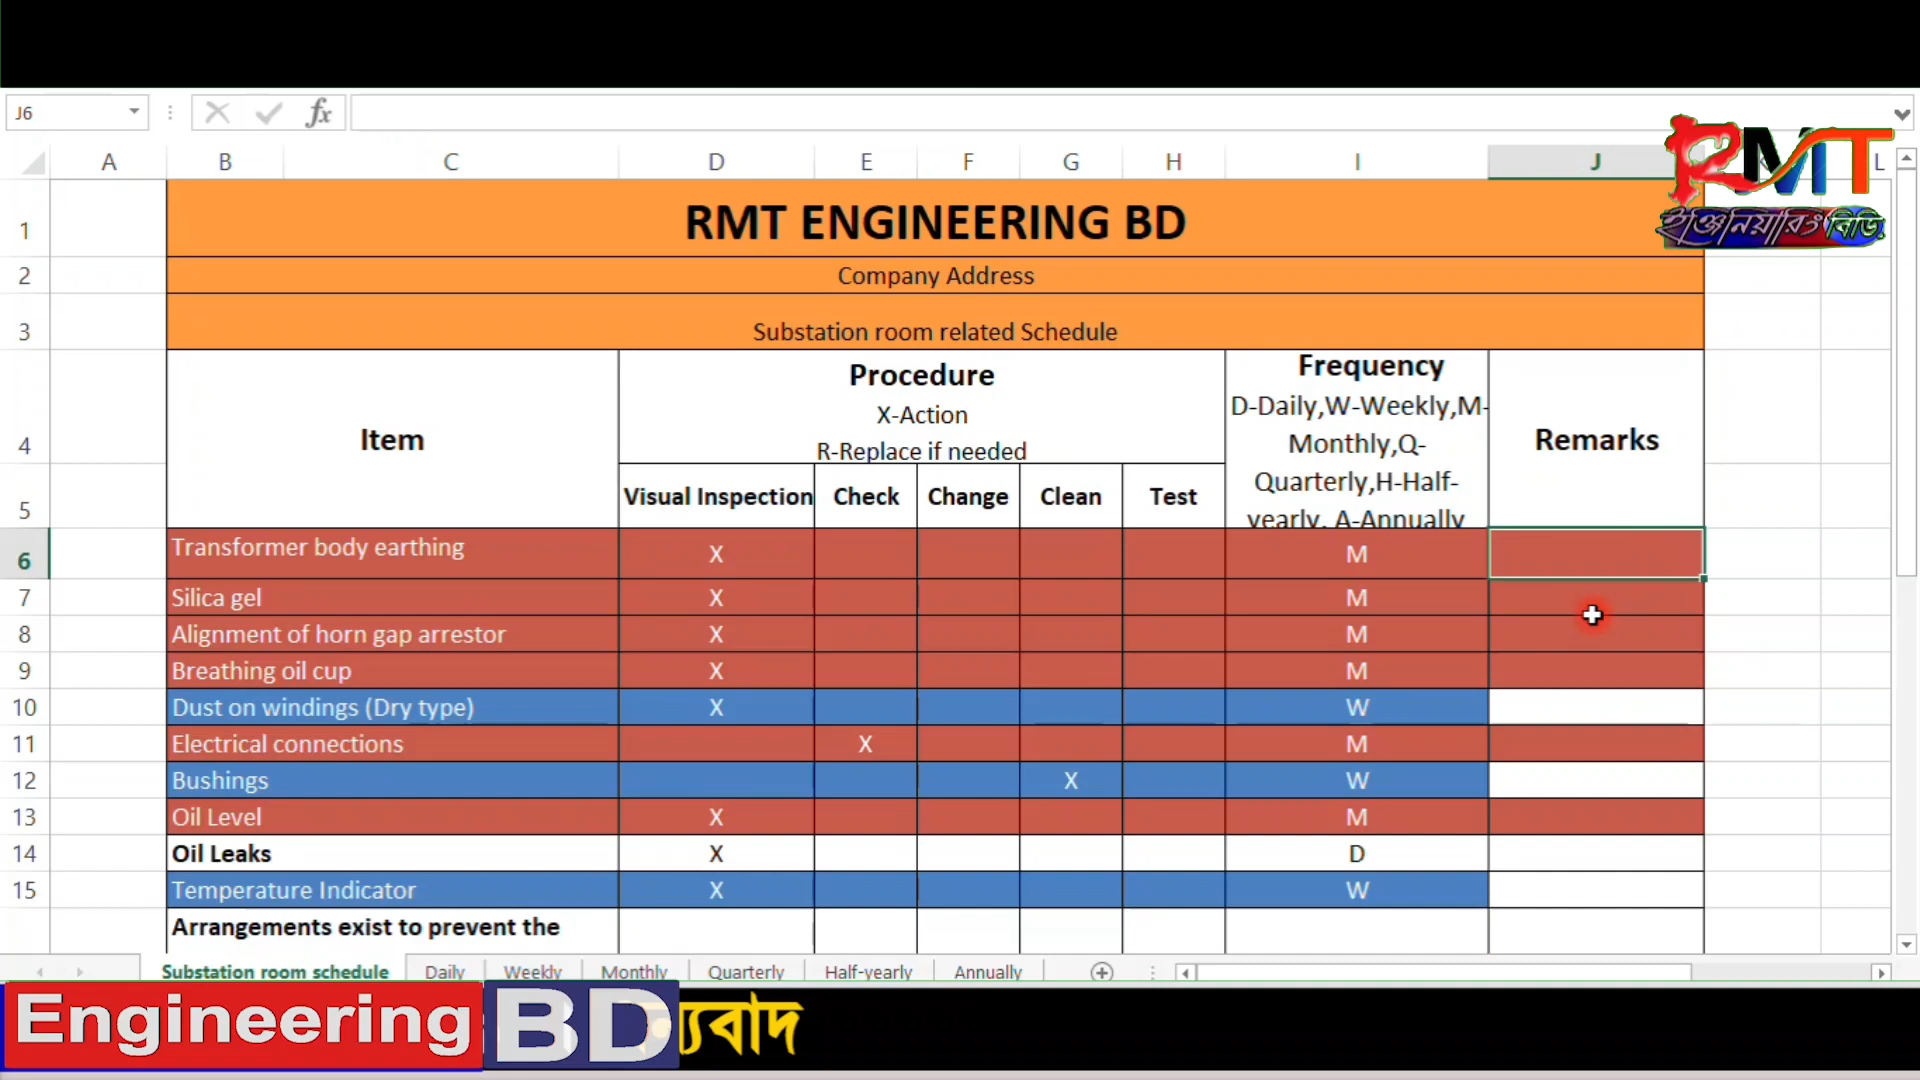 J6
fx
A B C D E F G H I J L
RMT
ইঞ্জিনিয়ারিং বিডি
1 RMT ENGINEERING BD
2 Company Address
3 Substation room related Schedule
Procedure
X-Action
R-Replace if needed
Frequency
D-Daily,W-Weekly,M-
Monthly,Q-
Quarterly,H-Half-
yearly, A-Annually
4 Item Remarks
5 Visual Inspection Check Change Clean Test
6 Transformer body earthing X M
7 Silica gel X M
8 Alignment of horn gap arrestor X M
9 Breathing oil cup X M
10 Dust on windings (Dry type) X W
11 Electrical connections X M
12 Bushings X W
13 Oil Level X M
14 Oil Leaks X D
15 Temperature Indicator X W
Arrangements exist to prevent the
Substation room schedule Daily Weekly Monthly Quarterly Half-yearly Annually
Engineering BD